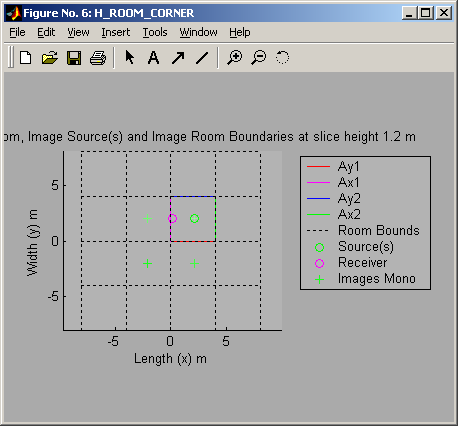 Figure No. 6: H_ROOM_CORNER
File Edit View Insert Tools Window Help
A
om, Image Source(s) and Image Room Boundaries at slice height 1.2 m
Ay1
Ax1
Ay2
Ax2
Room Bounds
Source(s)
Receiver
Images Mono
5
0
-5
Width (y) m
-5 0 5
Length (x) m